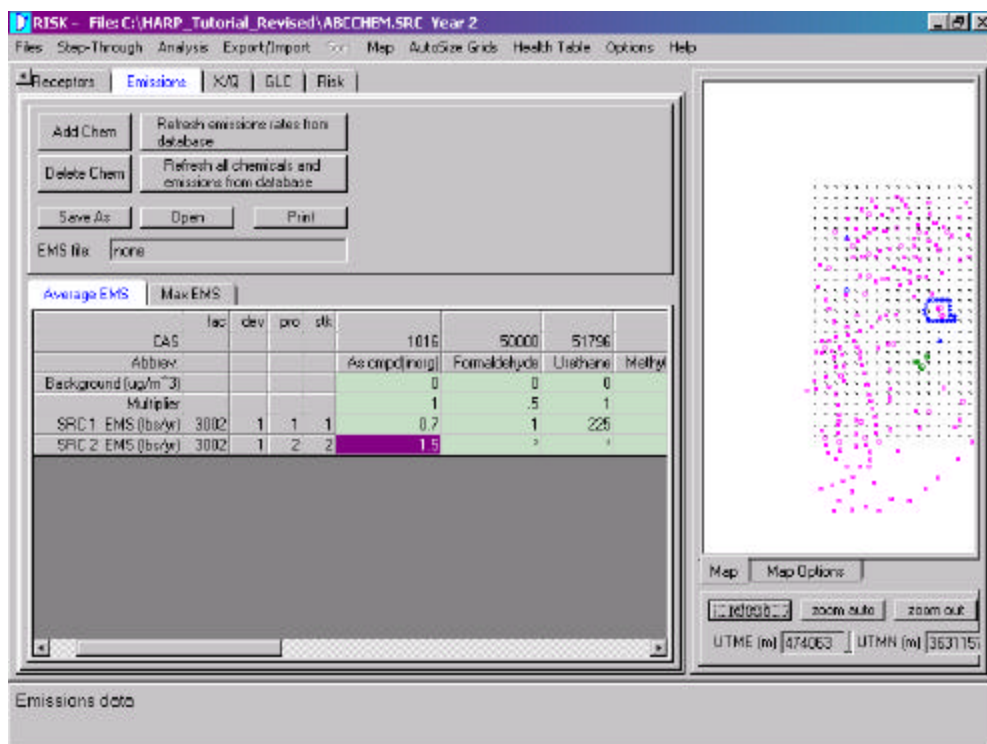 RISK - File: C:\HARP_Tutorial_Revised\ABCCHEM.SRC Year 2
Files Step-Through Analysis Export/Import Sort Map AutoSize Grids Health Table Options Help
Receptors Emissions X/Q GLC Risk
Add Chem
Refresh emissions rates from database
Delete Chem
Refresh all chemicals and emissions from database
Save As Open Print
EMS file: none
Average EMS Max EMS
fac dev pro stk
CAS 1016 50000 51796
Abbrev As cmpd(inorg) Formaldehyde Urethane Methyl
Background (ug/m^3) 0 0 0
Multiplier 1 .5 1
SRC 1 EMS (lbs/yr) 3002 1 1 1 0.7 1 225
SRC 2 EMS (lbs/yr) 3002 1 2 2 1.5 * *
Map Map Options
refresh zoom auto zoom out
UTME (m) 474063 UTMN (m) 363115
Emissions data